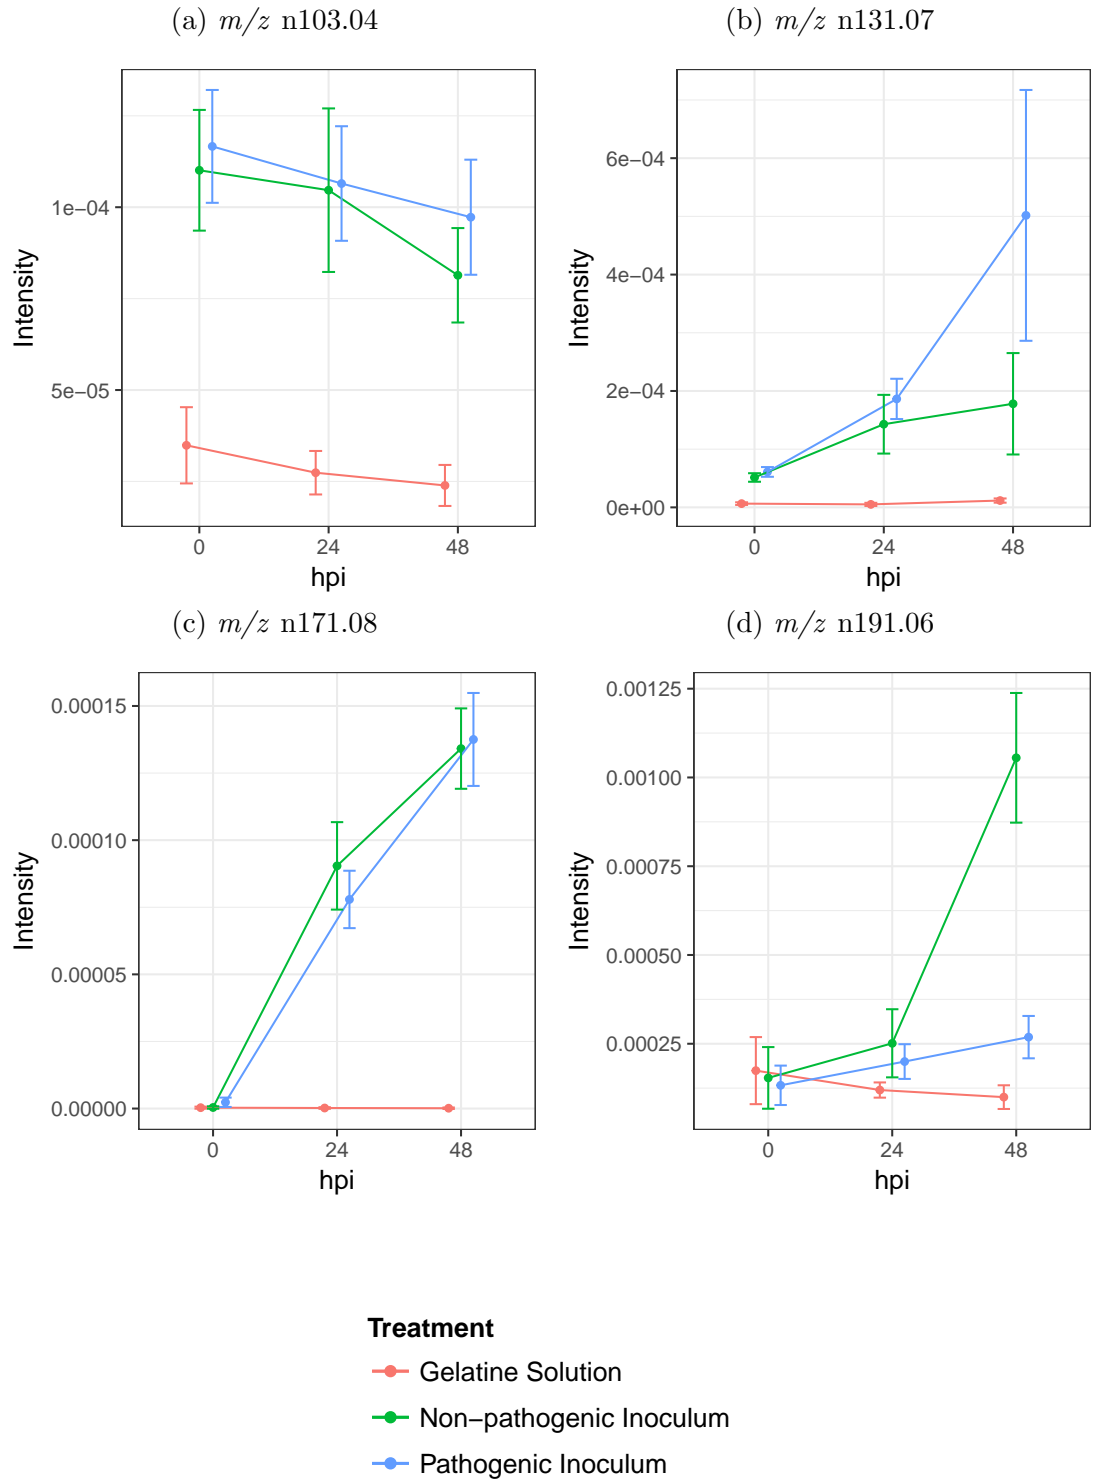 (a) m/z n103.04
(b) m/z n131.07
Intensity
1e-04
5e-05
0
24
48
hpi
Intensity
6e-04
4e-04
2e-04
0e+00
0
24
48
hpi
(c) m/z n171.08
(d) m/z n191.06
Intensity
0.00015
0.00010
0.00005
0.00000
0
24
48
hpi
Intensity
0.00125
0.00100
0.00075
0.00050
0.00025
0
24
48
hpi
Treatment
Gelatine Solution
Non−pathogenic Inoculum
Pathogenic Inoculum